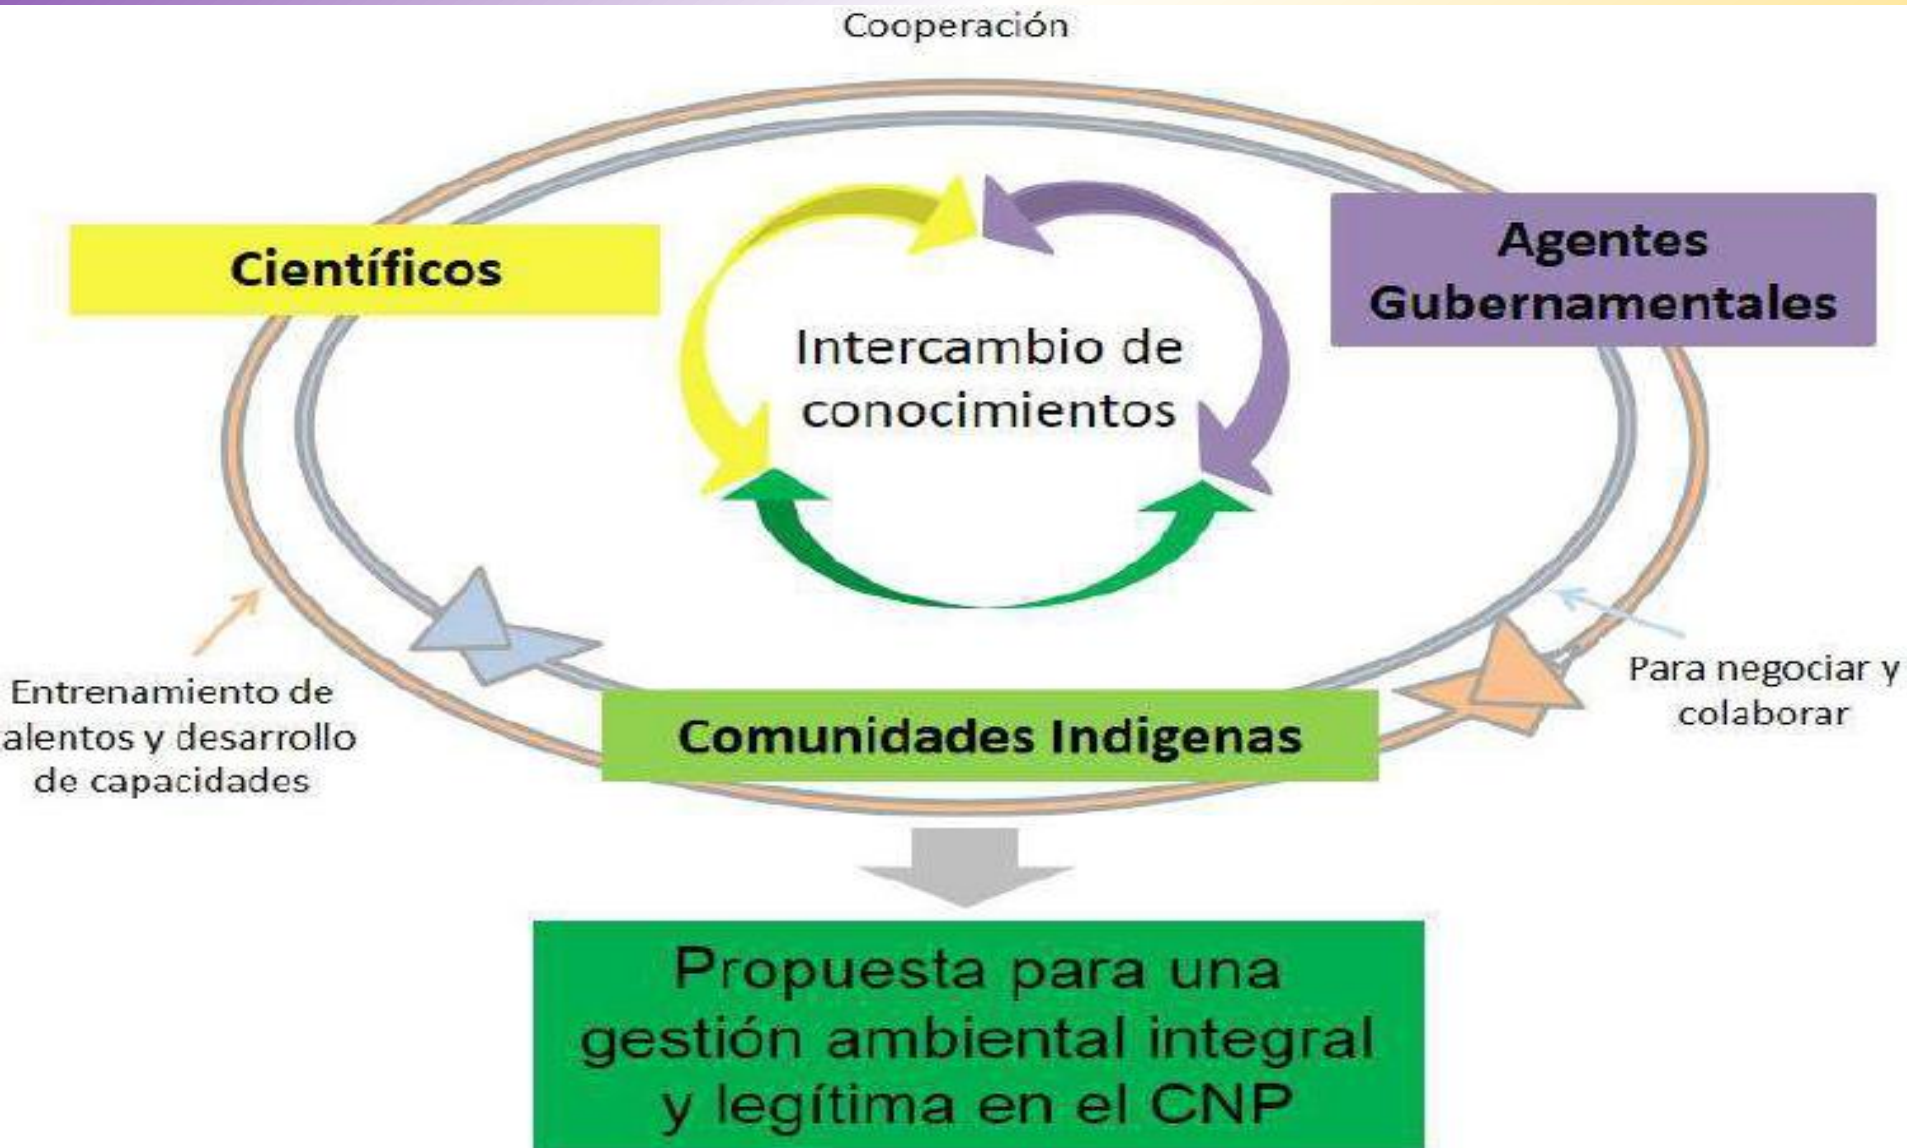 Cooperación
Científicos
Agentes
Gubernamentales
Intercambio de
conocimientos
Entrenamiento de
alentos y desarrollo
de capacidades
Para negociar y
colaborar
Comunidades Indigenas
Propuesta para una
gestión ambiental integral
y legítima en el CNP